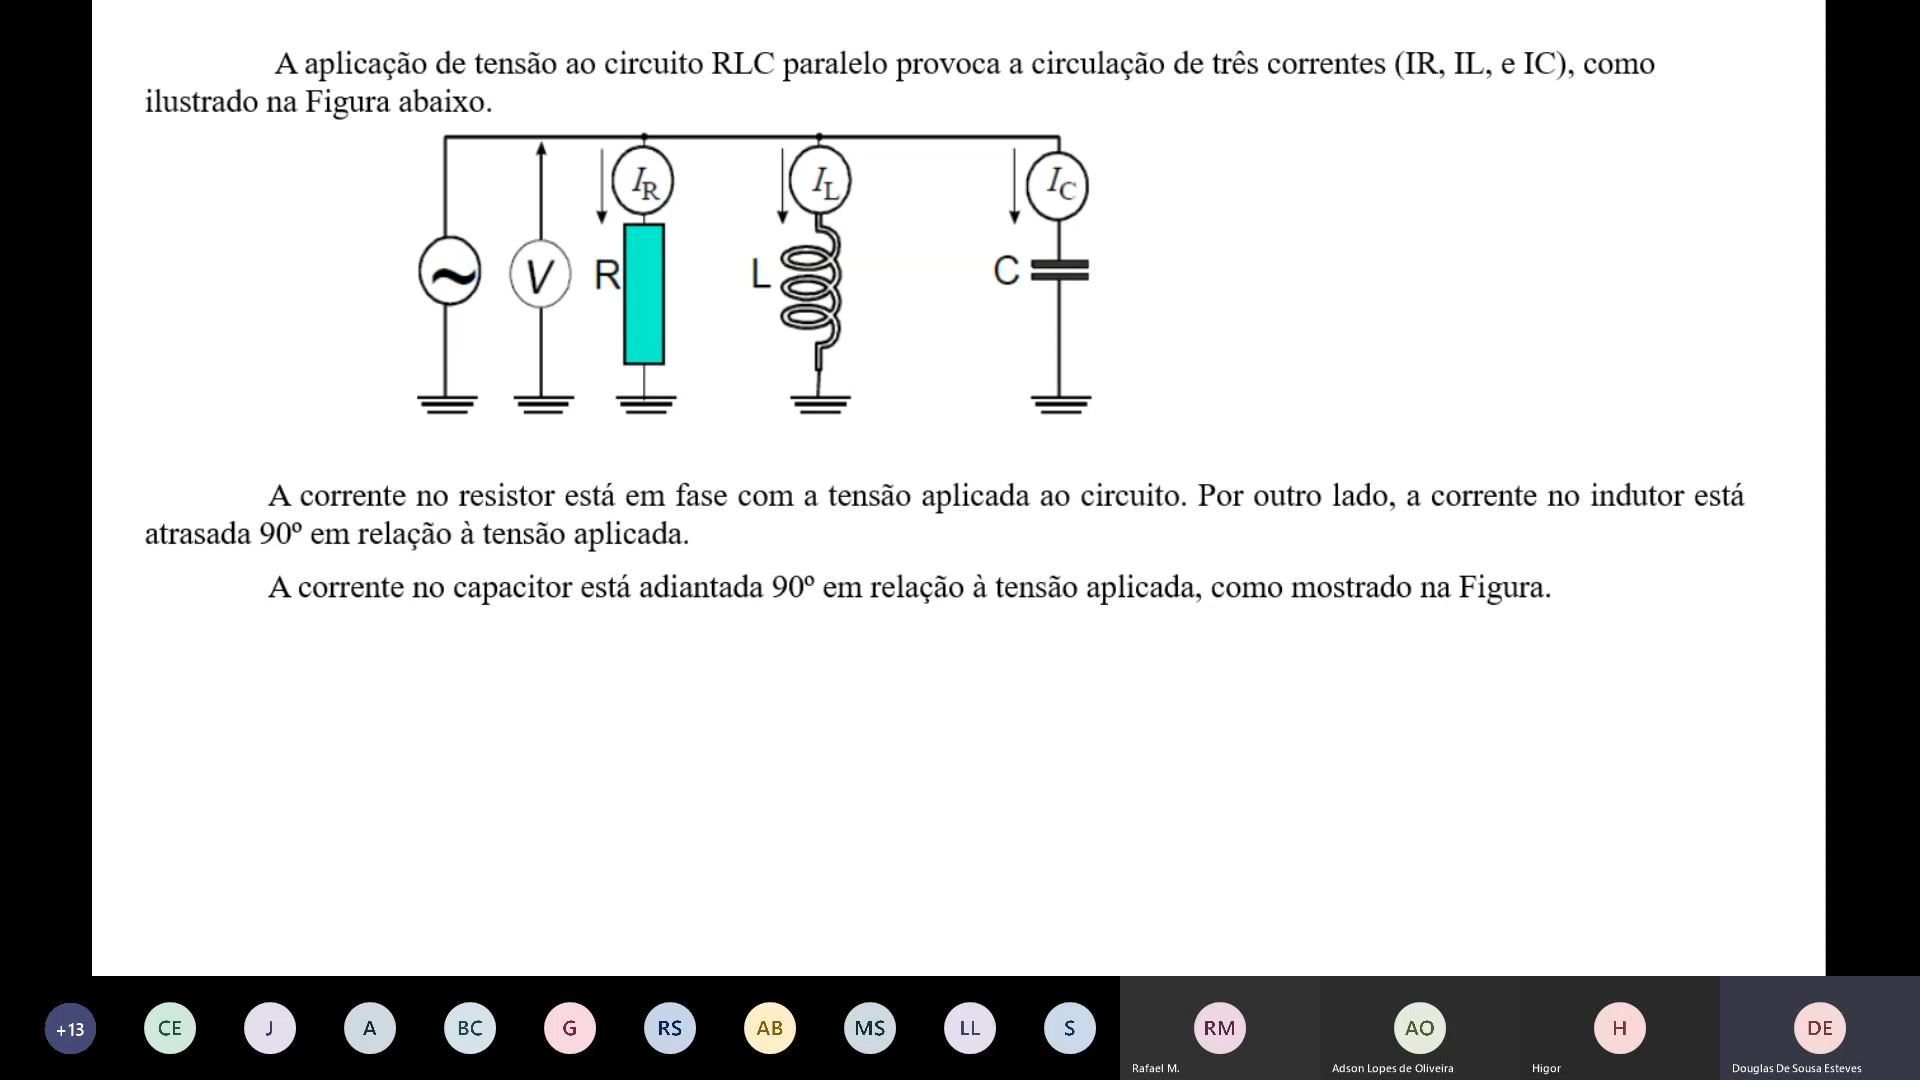 A aplicação de tensão ao circuito RLC paralelo provoca a circulação de três correntes (IR, IL, e IC), como
ilustrado na Figura abaixo.
IR
IL
IC
V
R
L
C
A corrente no resistor está em fase com a tensão aplicada ao circuito. Por outro lado, a corrente no indutor está
atrasada 90º em relação à tensão aplicada.
A corrente no capacitor está adiantada 90º em relação à tensão aplicada, como mostrado na Figura.
+13
CE
J
A
BC
G
RS
AB
MS
LL
S
RM
AO
H
DE
Rafael M.
Adson Lopes de Oliveira
Higor
Douglas De Sousa Esteves